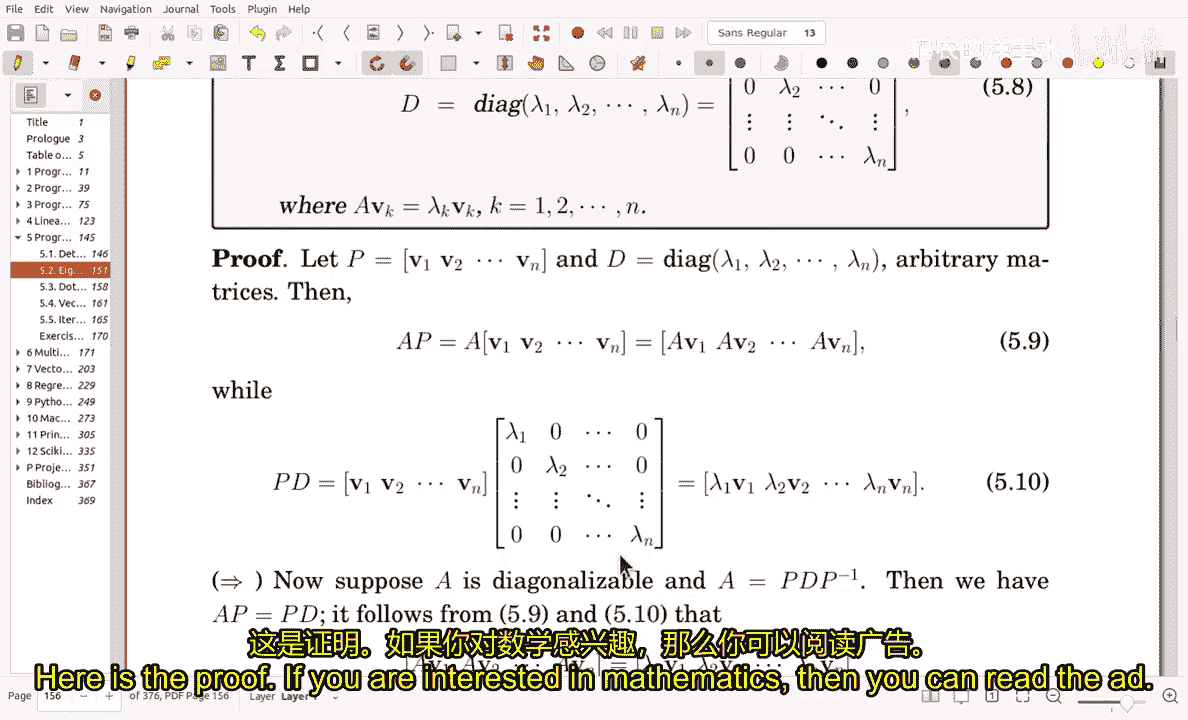 File Edit View Navigation Journal Tools Plugin Help
Sans Regular 13
Title 1
Prologue 3
Table o... 5
1 Progr... 11
2 Progr... 39
3 Progr... 75
4 Linea... 123
5 Progr... 145
5.1. Det... 146
5.2. Eig... 151
5.3. Dot... 158
5.4. Vec... 161
5.5. Iter... 165
Exercis... 170
6 Multi... 171
7 Vecto... 203
8 Regre... 229
9 Pytho... 249
10 Mac... 273
11 Prin... 305
12 Sciki... 335
P Proje... 351
Bibliog... 367
Index 369
0 λ₂ ⋯ 0
D = diag(λ₁, λ₂, ⋯ , λₙ) = ⋮ ⋮ ⋱ ⋮ , (5.8)
0 0 ⋯ λₙ
where Avₖ = λₖvₖ, k = 1, 2, ⋯ , n.
Proof. Let P = [v₁ v₂ ⋯ vₙ] and D = diag(λ₁, λ₂, ⋯ , λₙ), arbitrary ma-
trices. Then,
AP = A[v₁ v₂ ⋯ vₙ] = [Av₁ Av₂ ⋯ Avₙ], (5.9)
while
λ₁ 0 ⋯ 0
0 λ₂ ⋯ 0
PD = [v₁ v₂ ⋯ vₙ] ⋮ ⋮ ⋱ ⋮ = [λ₁v₁ λ₂v₂ ⋯ λₙvₙ]. (5.10)
0 0 ⋯ λₙ
(⇒ ) Now suppose A is diagonalizable and A = PDP⁻¹. Then we have
AP = PD; it follows from (5.9) and (5.10) that
这是证明。如果你对数学感兴趣，那么你可以阅读广告。
Here is the proof. If you are interested in mathematics, then you can read the ad.
Page 156 of 376, PDF Page 156 Layer Layer 1